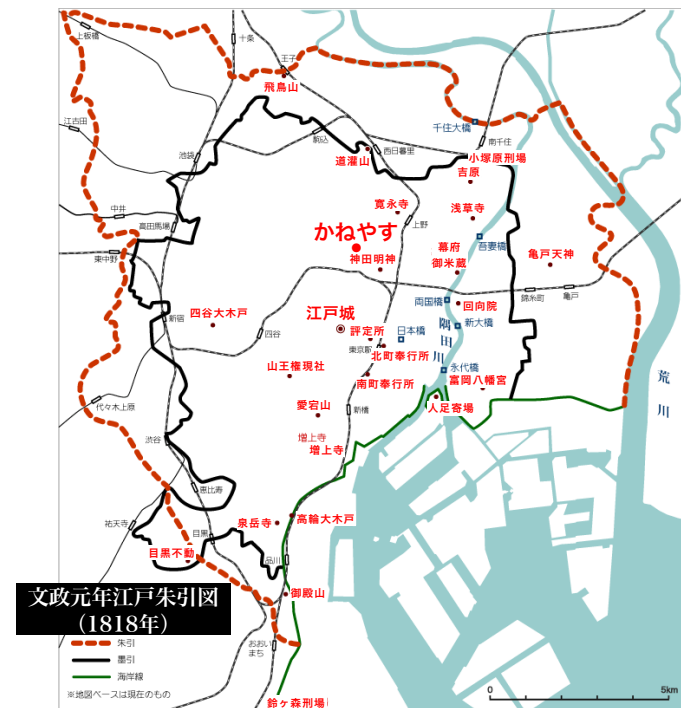 上板橋
十条
王子
飛鳥山
千住大橋
江古田
池袋
駒込
西日暮里
南千住
道灌山
小塚原刑場
吉原
中井
高田馬場
寛永寺
浅草寺
上野
かねやす
幕府
御米蔵
吾妻橋
東中野
神田明神
亀戸天神
両国橋
回向院
錦糸町
亀戸
新宿
四谷大木戸
江戸城
四谷
評定所
日本橋
新大橋
隅田川
東京駅
北町奉行所
山王権現社
南町奉行所
永代橋
富岡八幡宮
荒川
代々木上原
愛宕山
新橋
人足寄場
渋谷
増上寺
増上寺
恵比寿
祐天寺
目黒
泉岳寺
高輪大木戸
目黒不動
品川
御殿山
文政元年江戸朱引図
(1818年)
朱引
墨引
海岸線
※地図ベースは現在のもの
おおい
まち
鈴ヶ森刑場
0
5km